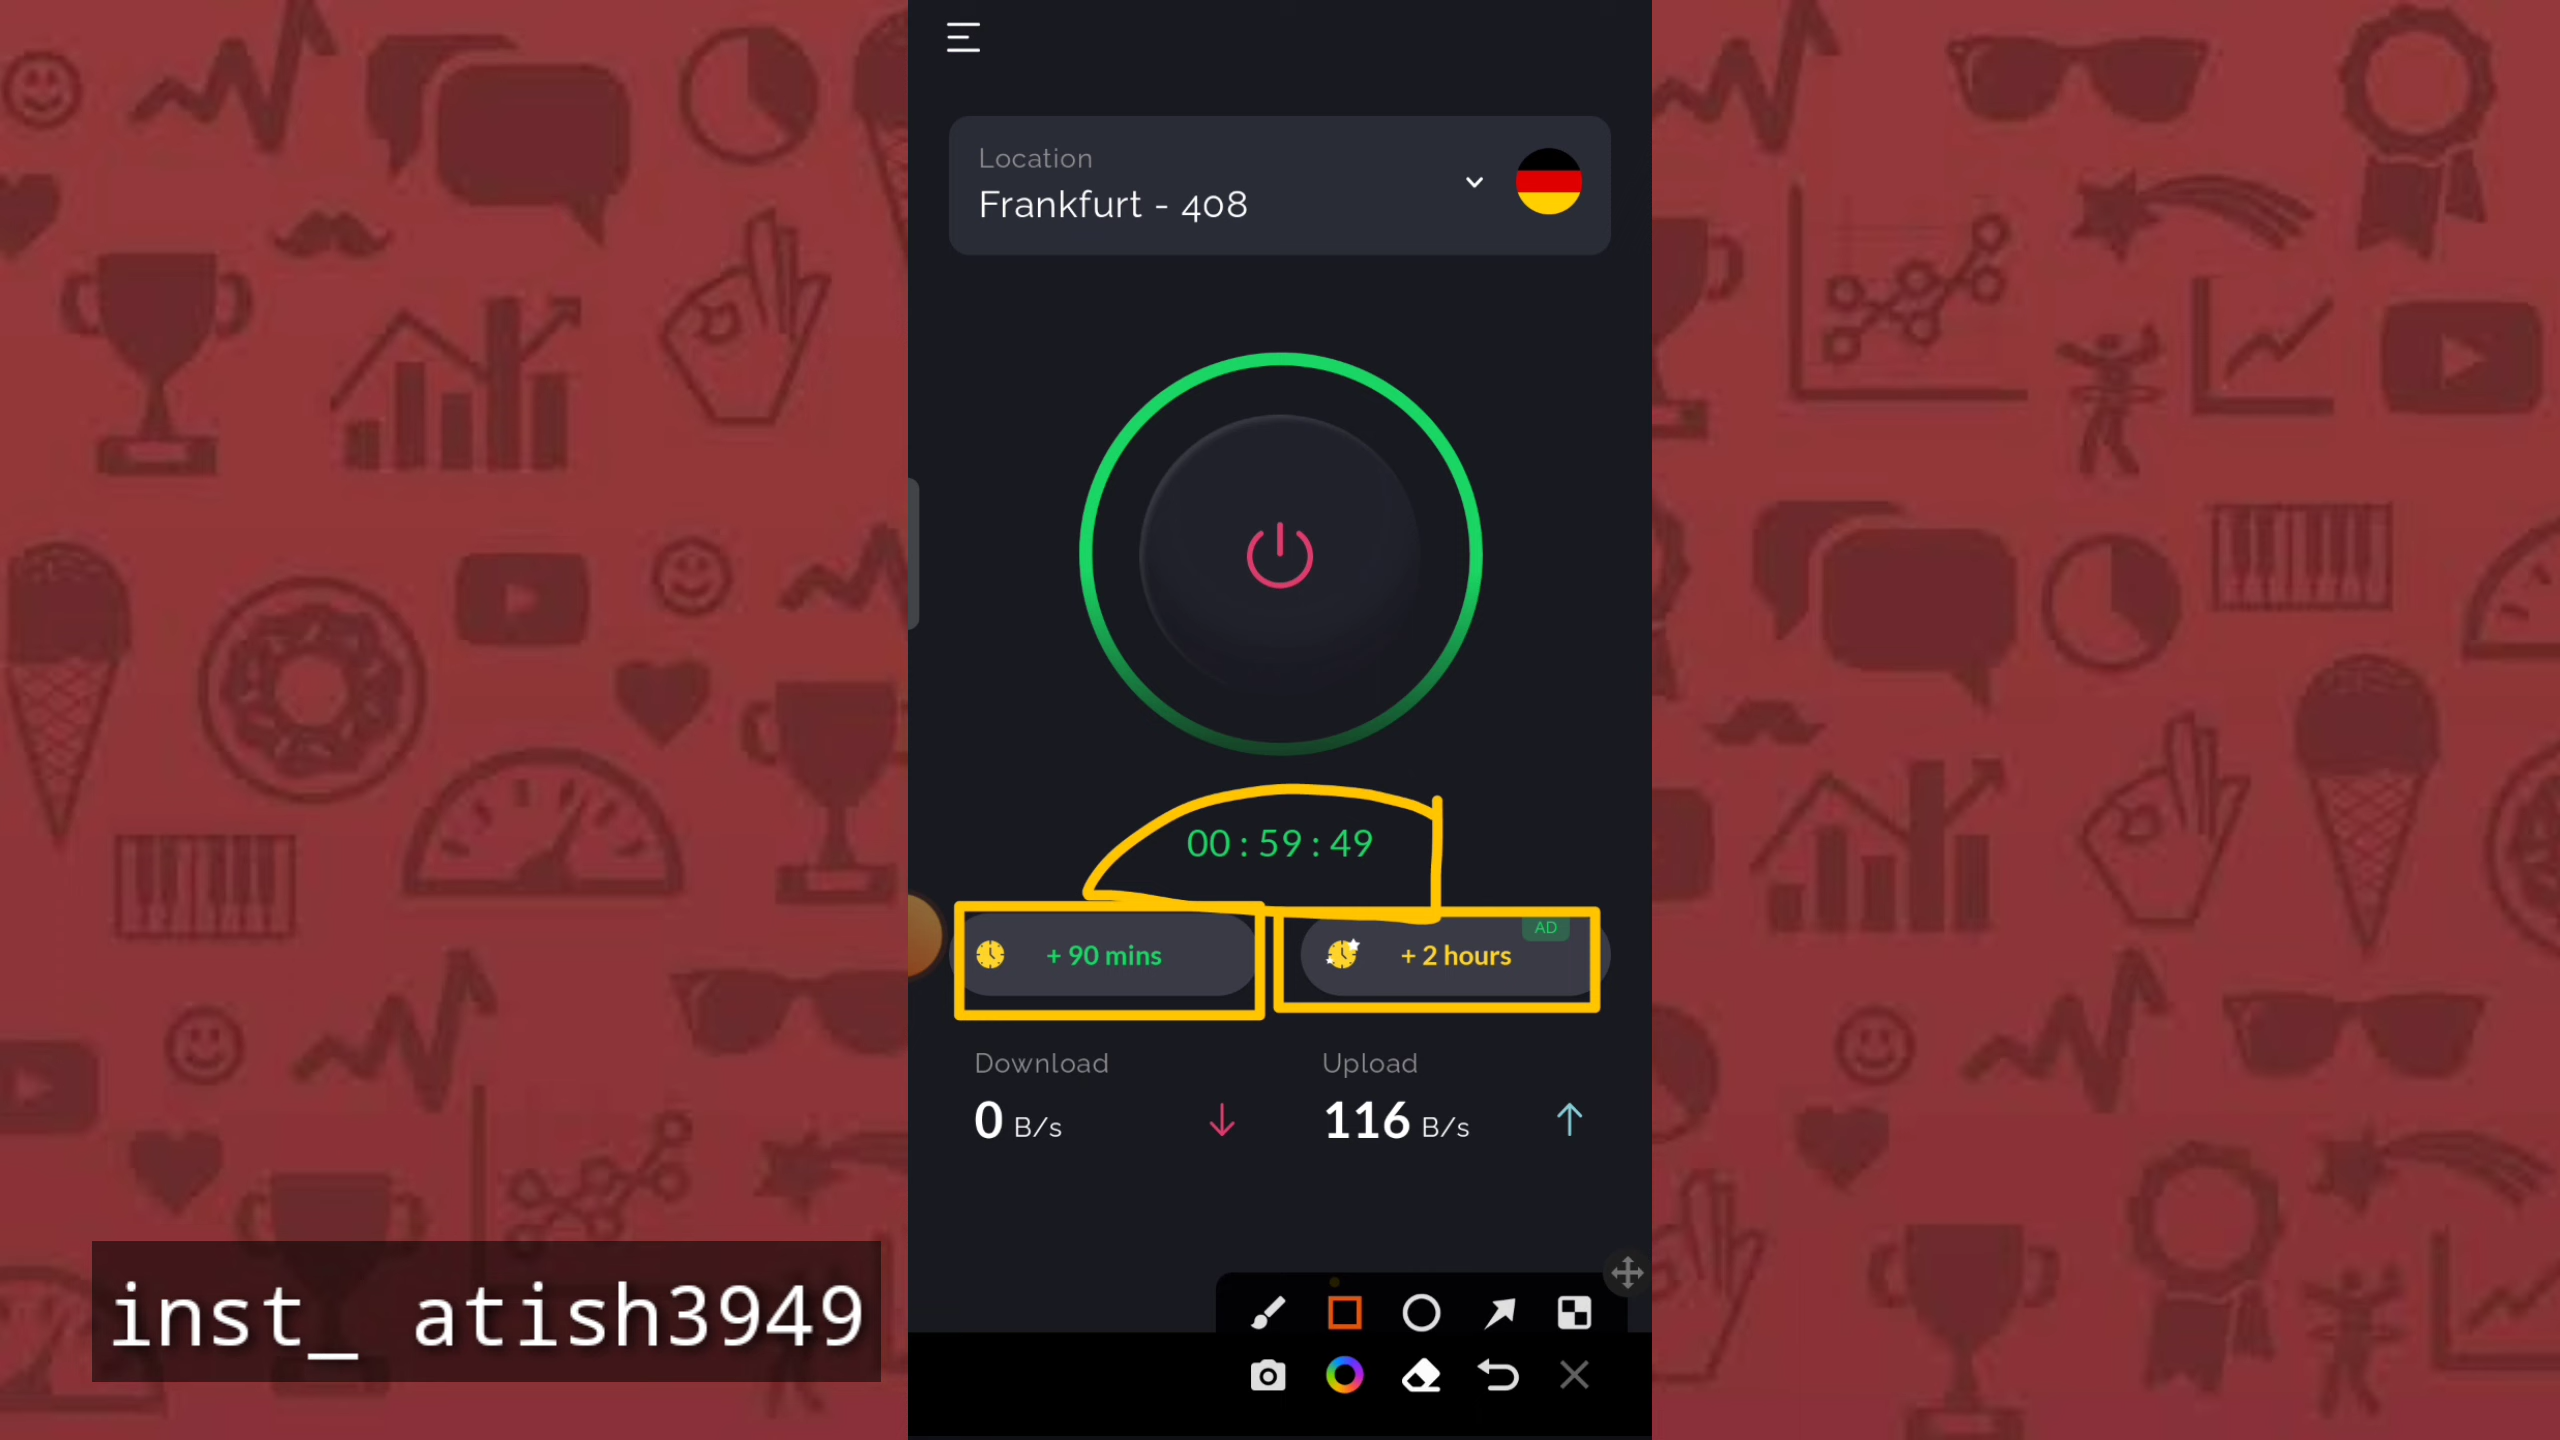 Location
Frankfurt - 408
00 : 59 : 49
+ 90 mins
AD
+ 2 hours
Download
Upload
0 B/s
116 B/s
inst_ atish3949